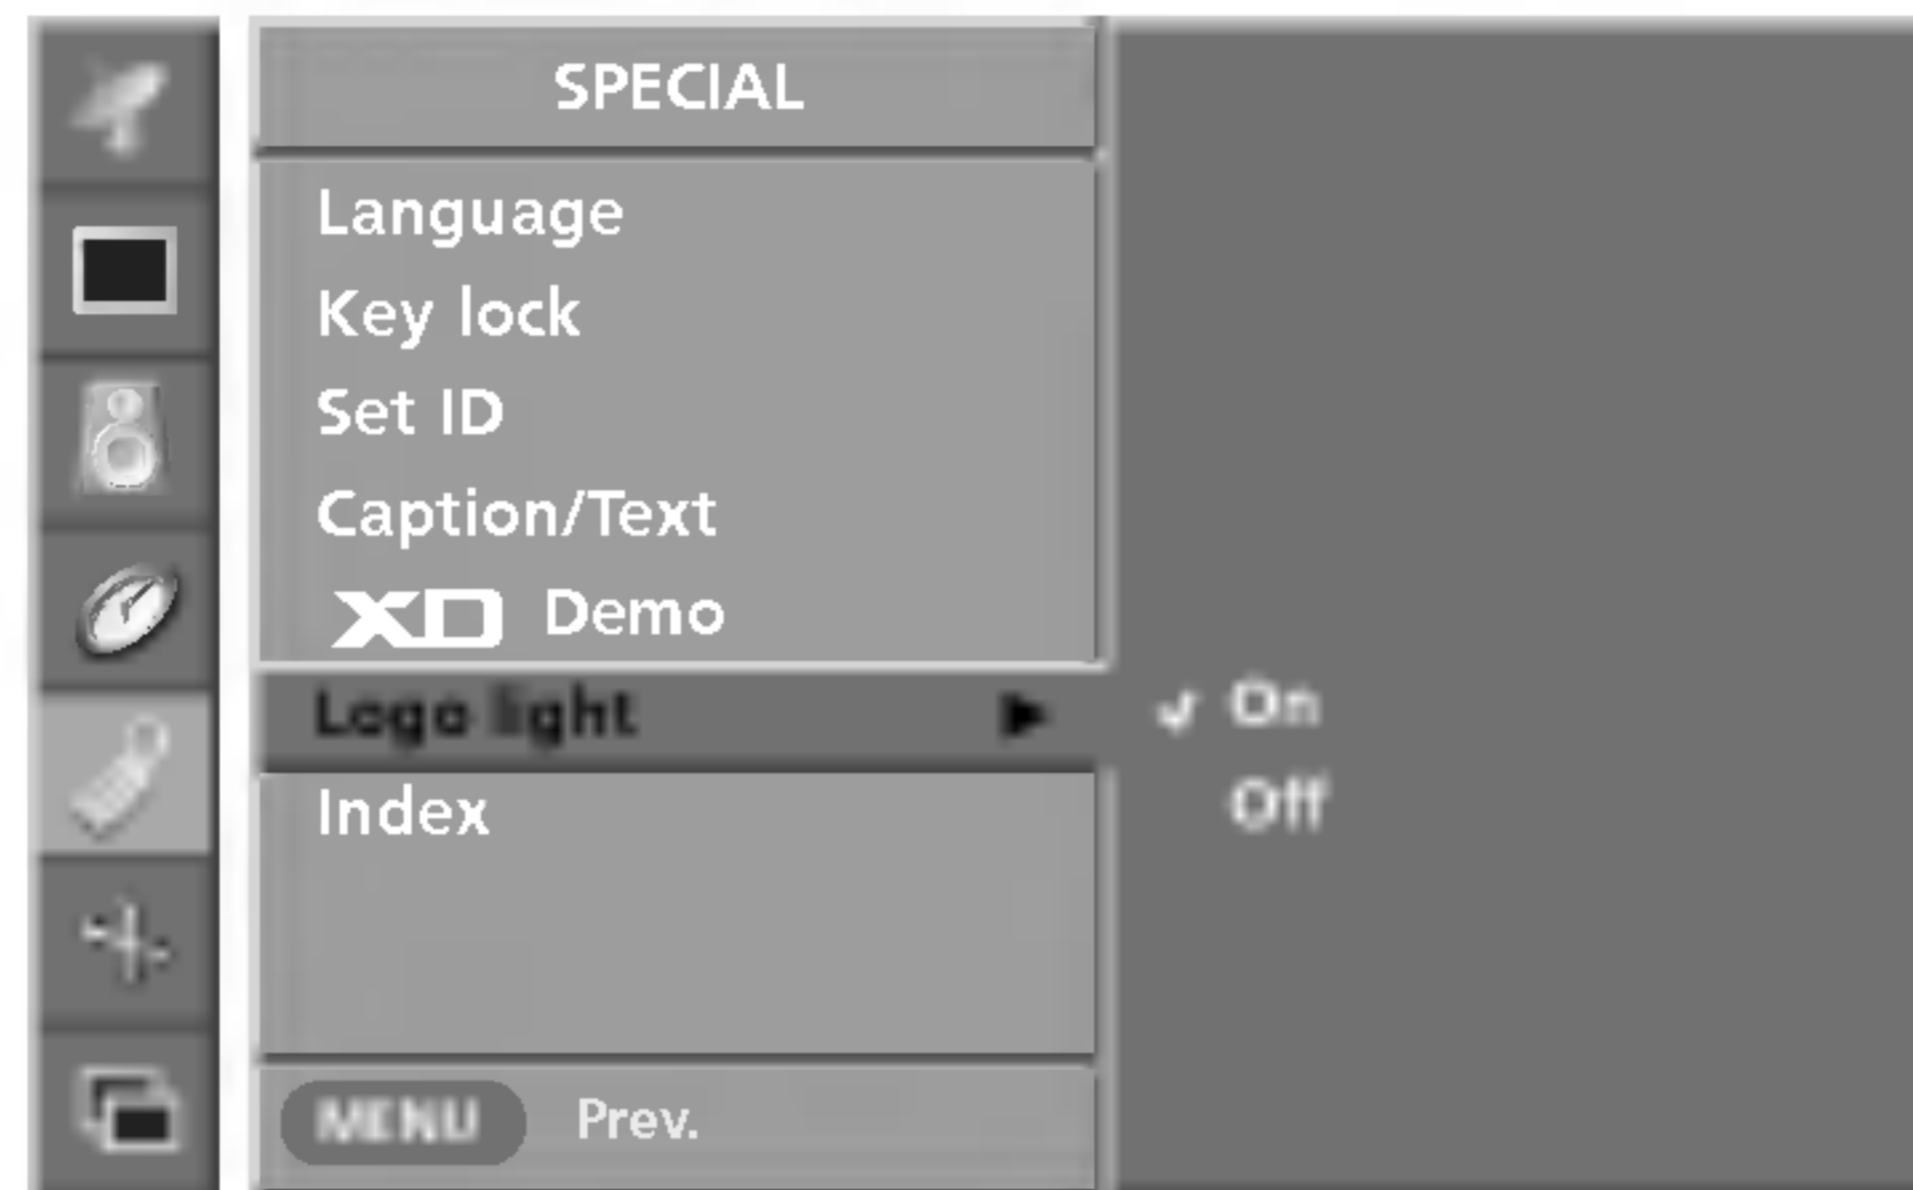 SPECIAL
Language
Key lock
Set ID
Caption/Text
XD Demo
Logo light ▶ ✓ On
Off
Index
MENU Prev.